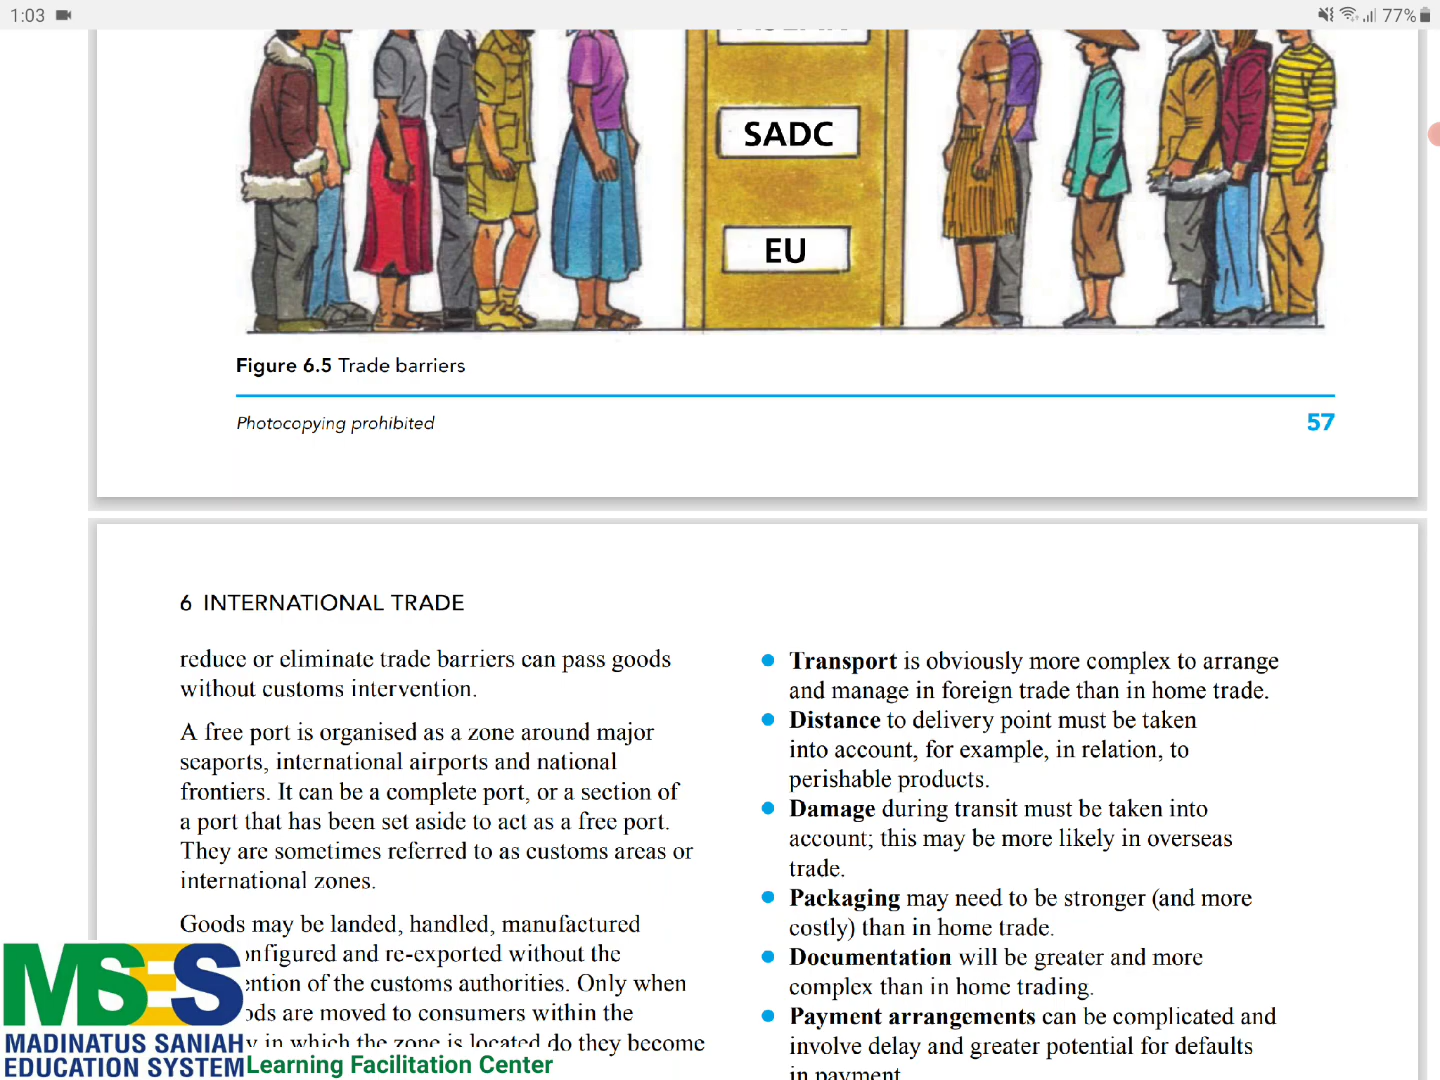 1:03
77%
SADC
EU
Figure 6.5 Trade barriers
Photocopying prohibited
57
6 INTERNATIONAL TRADE
reduce or eliminate trade barriers can pass goods
without customs intervention.
A free port is organised as a zone around major
seaports, international airports and national
frontiers. It can be a complete port, or a section of
a port that has been set aside to act as a free port.
They are sometimes referred to as customs areas or
international zones.
Goods may be landed, handled, manufactured
onfigured and re-exported without the
ention of the customs authorities. Only when
ods are moved to consumers within the
y in which the zone is located do they become
Transport is obviously more complex to arrange
and manage in foreign trade than in home trade.
Distance to delivery point must be taken
into account, for example, in relation, to
perishable products.
Damage during transit must be taken into
account; this may be more likely in overseas
trade.
Packaging may need to be stronger (and more
costly) than in home trade.
Documentation will be greater and more
complex than in home trading.
Payment arrangements can be complicated and
involve delay and greater potential for defaults
in payment
MSES
MADINATUS SANIAH
EDUCATION SYSTEM
Learning Facilitation Center